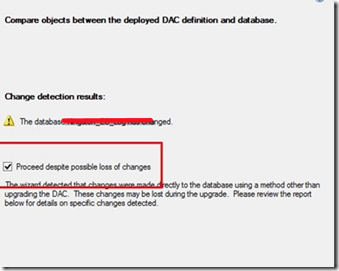 Compare objects between the deployed DAC definition and database.
Change detection results:
The database changed.
Proceed despite possible loss of changes
The wizard detected that changes were made directly to the database using a method other than
upgrading the DAC. These changes may be lost during the upgrade. Please review the report
below for details on specific changes detected.